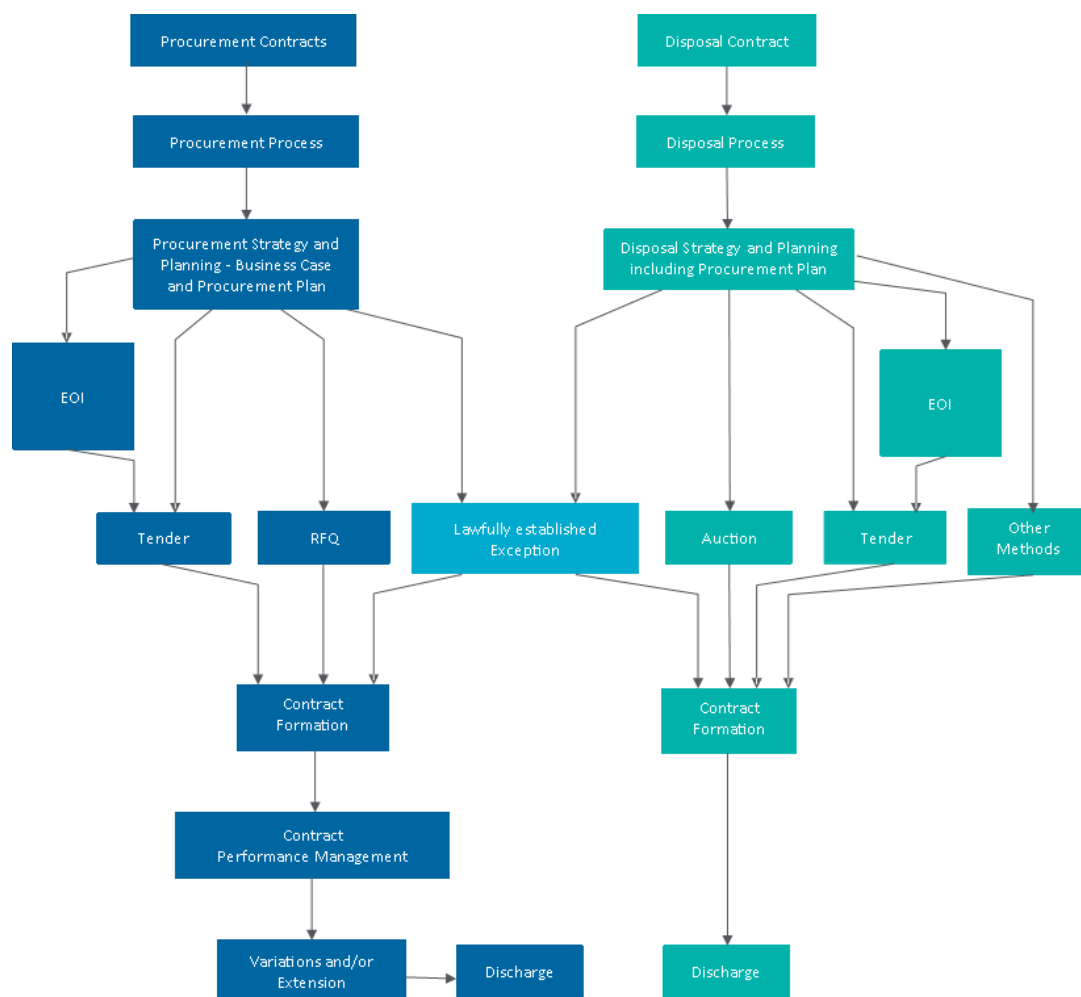 Procurement Contracts
Disposal Contract
Procurement Process
Disposal Process
Procurement Strategy and
Planning - Business Case
and Procurement Plan
Disposal Strategy and Planning
including Procurement Plan
EOI
EOI
Tender
RFQ
Lawfully established
Exception
Auction
Tender
Other
Methods
Contract
Formation
Contract
Formation
Contract
Performance Management
Variations and/or
Extension
Discharge
Discharge